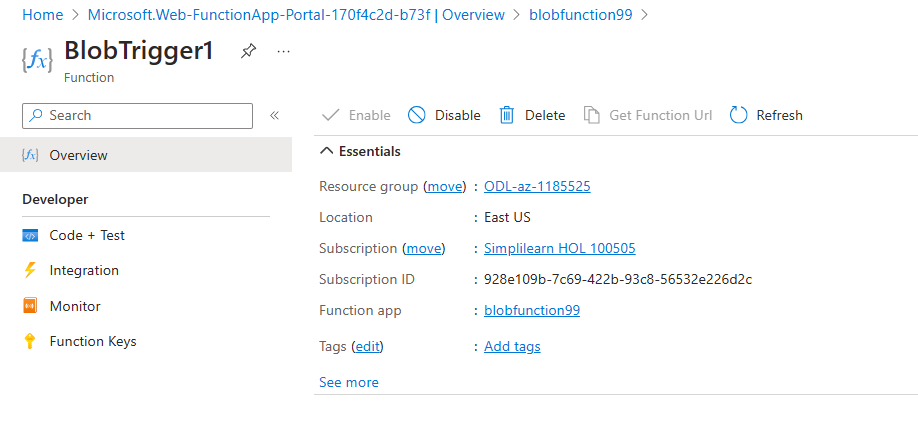 Home > Microsoft.Web-FunctionApp-Portal-170f4c2d-b73f | Overview > blobfunction99 >
{fx} BlobTrigger1 ...
Function
Search «
Enable Disable Delete Get Function Url Refresh
{fx} Overview
Developer
Code + Test
Integration
Monitor
Function Keys
Essentials
Resource group (move) : ODL-az-1185525
Location : East US
Subscription (move) : Simplilearn HOL 100505
Subscription ID : 928e109b-7c69-422b-93c8-56532e226d2c
Function app : blobfunction99
Tags (edit) : Add tags
See more